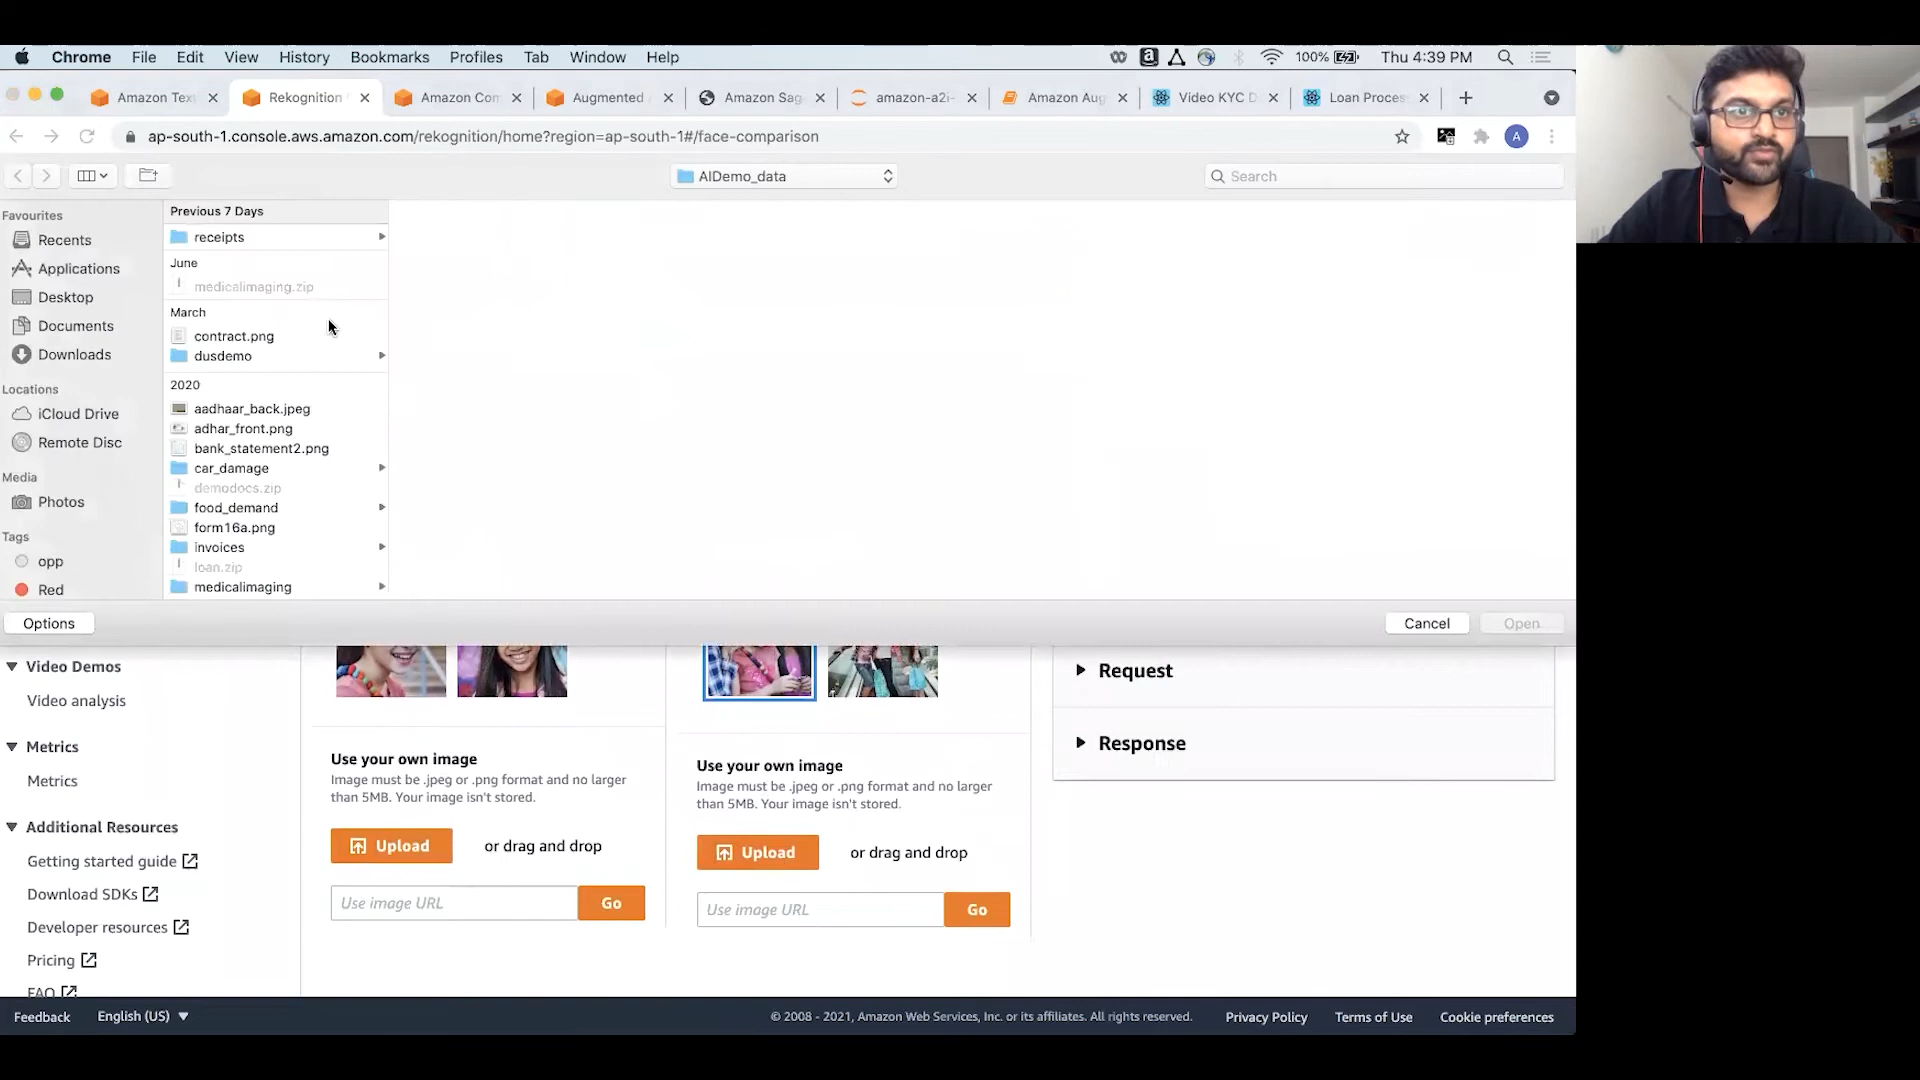 Chrome File Edit View History Bookmarks Profiles Tab Window Help 100% Thu 4:39 PM
Amazon Tex Rekognition Amazon Com Augmented Amazon Sag amazon-a2i- Amazon Aug Video KYC D Loan Proces
ap-south-1.console.aws.amazon.com/rekognition/home?region=ap-south-1#/face-comparison A
AIDemo_data Search
Favourites
Recents
Applications
Desktop
Documents
Downloads
Locations
iCloud Drive
Remote Disc
Media
Photos
Tags
opp
Red
Previous 7 Days
receipts
June
medicalimaging.zip
March
contract.png
dusdemo
2020
aadhaar_back.jpeg
adhar_front.png
bank_statement2.png
car_damage
demodocs.zip
food_demand
form16a.png
invoices
loan.zip
medicalimaging
Options Cancel Open
Video Demos
Video analysis
Metrics
Metrics
Additional Resources
Getting started guide
Download SDKs
Developer resources
Pricing
FAQ
Use your own image
Image must be .jpeg or .png format and no larger
than 5MB. Your image isn't stored.
Upload or drag and drop
Use image URL Go
Use your own image
Image must be .jpeg or .png format and no larger
than 5MB. Your image isn't stored.
Upload or drag and drop
Use image URL Go
Request
Response
Feedback English (US) © 2008 - 2021, Amazon Web Services, Inc. or its affiliates. All rights reserved. Privacy Policy Terms of Use Cookie preferences